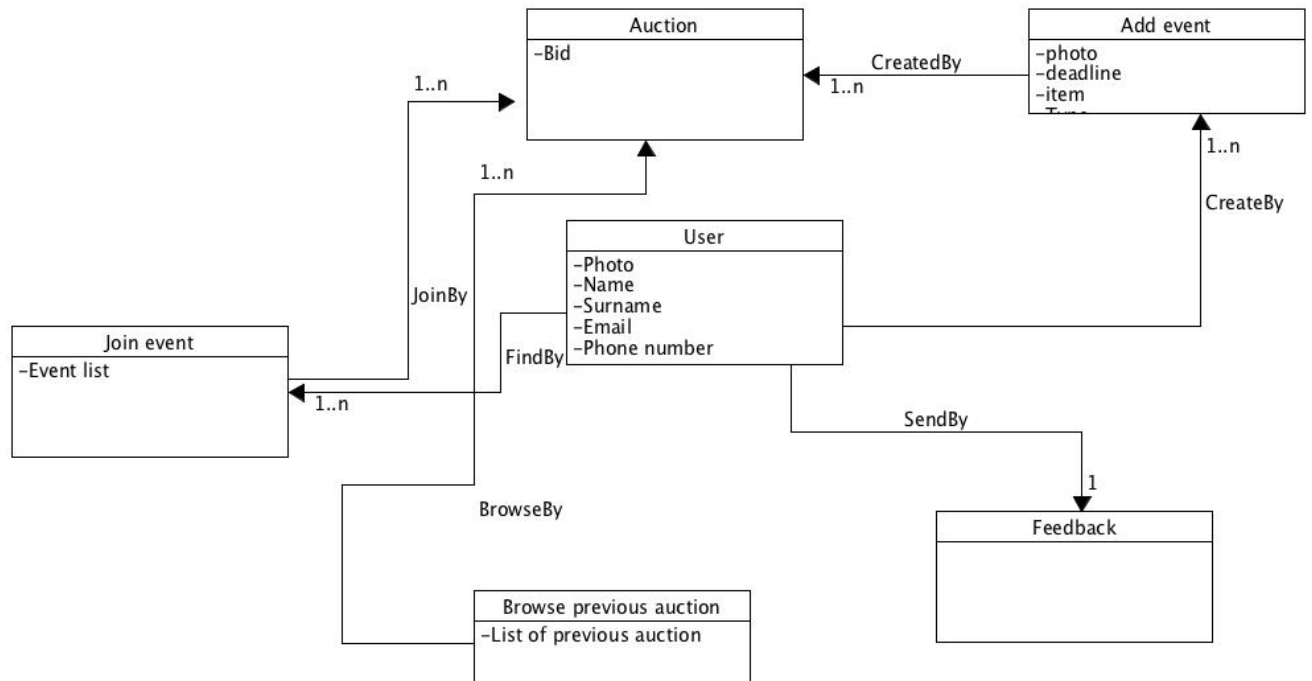 Auction
-Bid
Add event
-photo
-deadline
-item
CreatedBy
1..n
1..n
1..n
1..n
CreateBy
User
-Photo
-Name
-Surname
-Email
-Phone number
JoinBy
Join event
-Event list
FindBy
1..n
SendBy
1
BrowseBy
Feedback
Browse previous auction
-List of previous auction